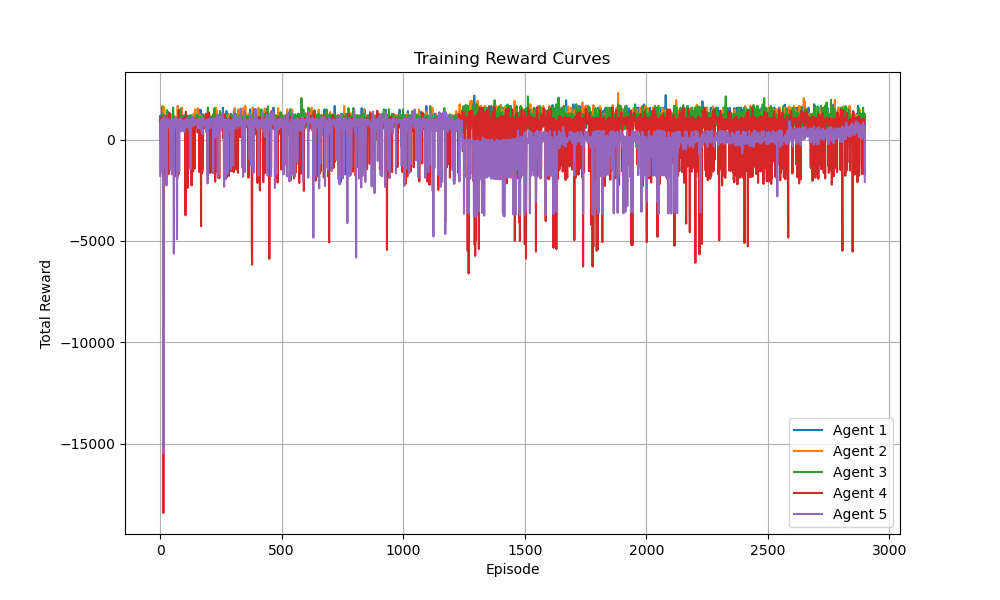 Training Reward Curves
Total Reward
0
−5000
−10000
−15000
0 500 1000 1500 2000 2500 3000
Episode
Agent 1
Agent 2
Agent 3
Agent 4
Agent 5